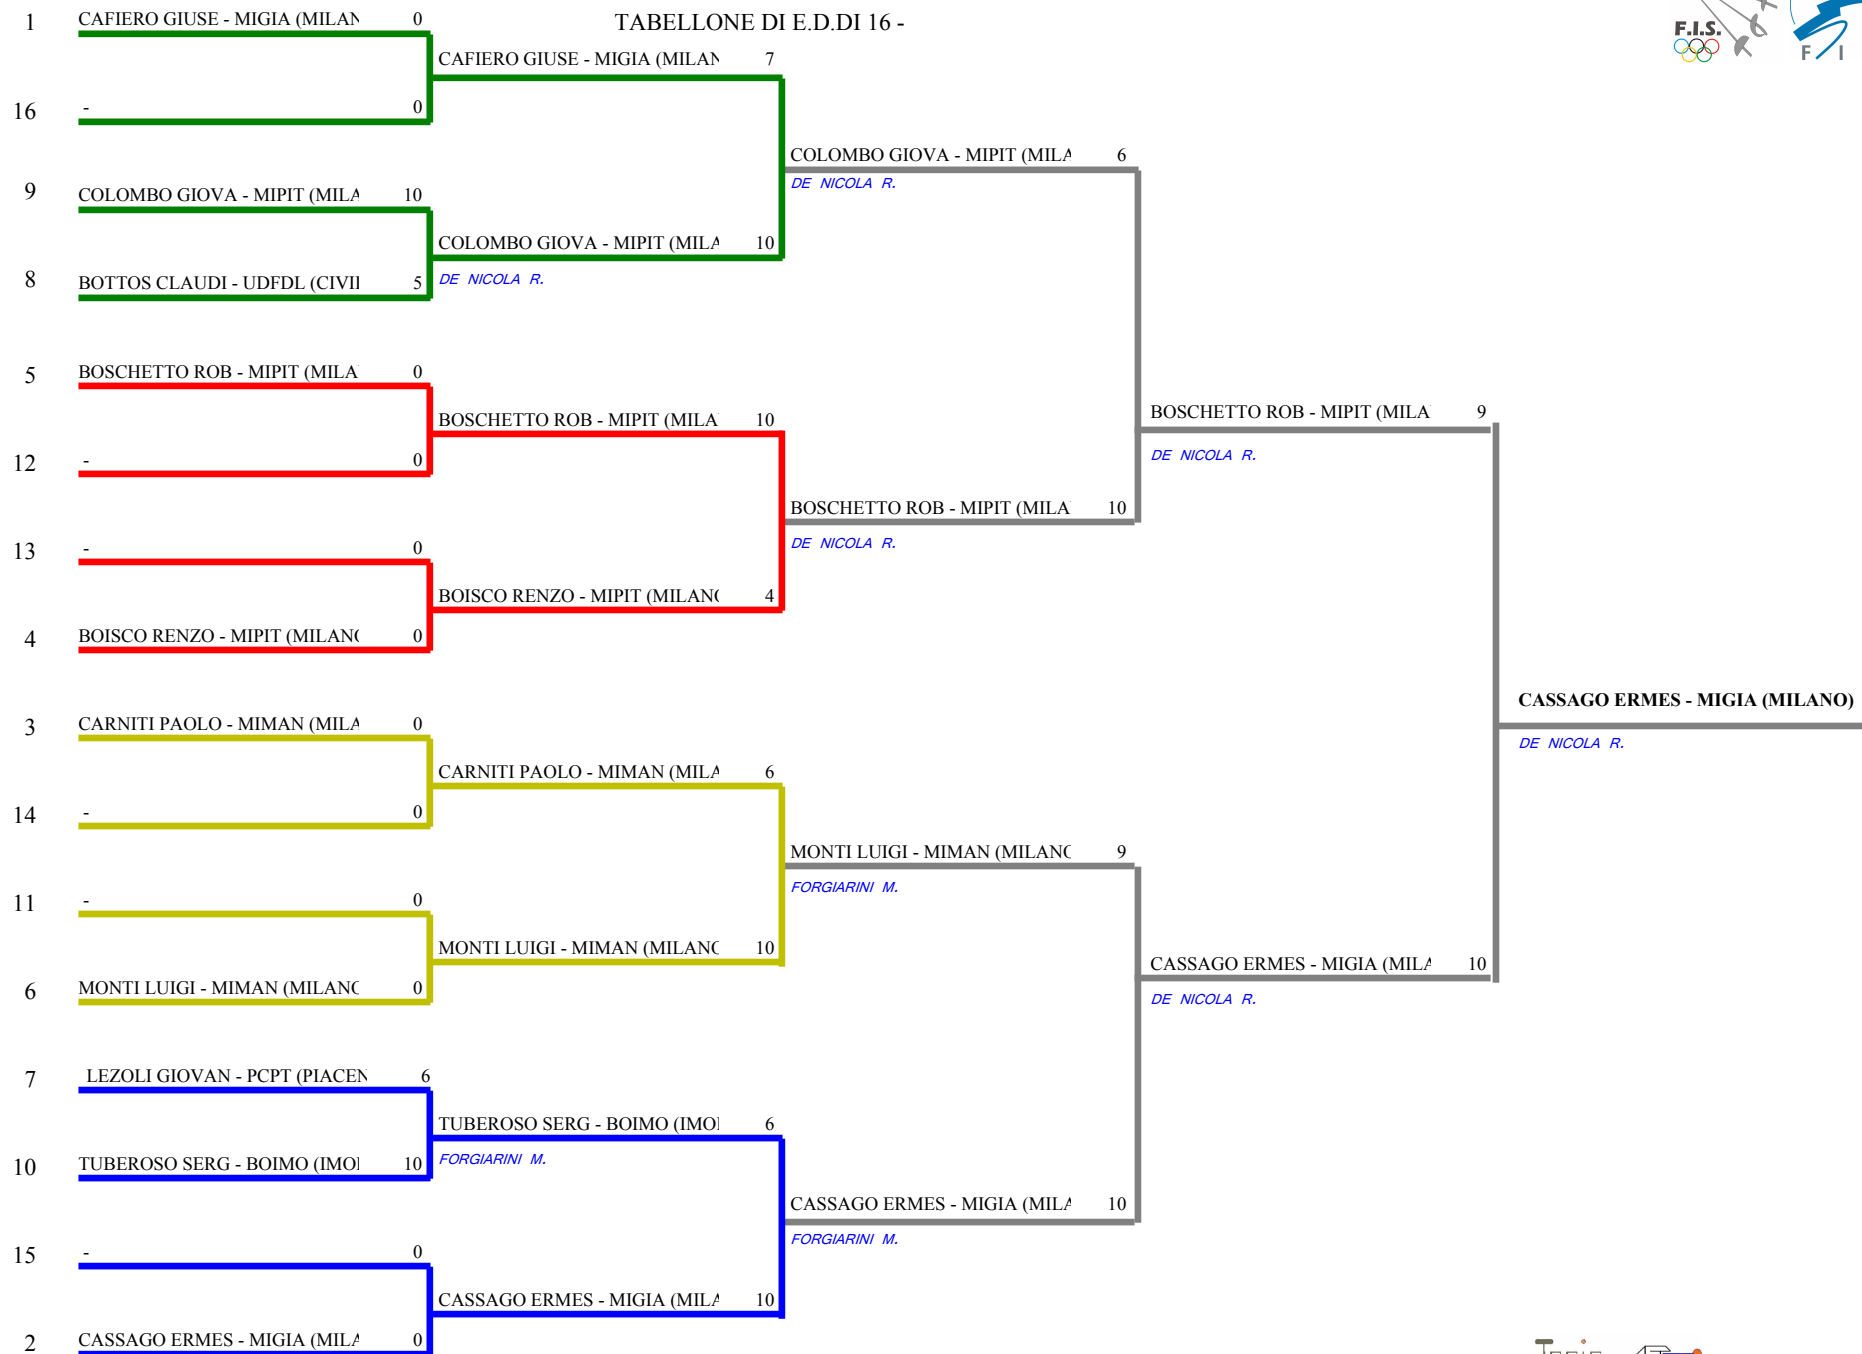 TABELLONE DI E.D.DI 16 -
F.I.S.
F I
1 CAFIERO GIUSE - MIGIA (MILAN 0
CAFIERO GIUSE - MIGIA (MILAN 7
16 - 0
COLOMBO GIOVA - MIPIT (MILA 6
DE NICOLA R.
9 COLOMBO GIOVA - MIPIT (MILA 10
COLOMBO GIOVA - MIPIT (MILA 10
DE NICOLA R.
8 BOTTOS CLAUDI - UDFDL (CIVI 5
5 BOSCHETTO ROB - MIPIT (MILA 0
BOSCHETTO ROB - MIPIT (MILA 10
BOSCHETTO ROB - MIPIT (MILA 9
DE NICOLA R.
12 - 0
BOSCHETTO ROB - MIPIT (MILA 10
DE NICOLA R.
13 - 0
BOISCO RENZO - MIPIT (MILANO 4
4 BOISCO RENZO - MIPIT (MILANO 0
CASSAGO ERMES - MIGIA (MILANO)
DE NICOLA R.
3 CARNITI PAOLO - MIMAN (MILA 0
CARNITI PAOLO - MIMAN (MILA 6
14 - 0
MONTI LUIGI - MIMAN (MILANO 9
FORGIARINI M.
11 - 0
MONTI LUIGI - MIMAN (MILANO 10
CASSAGO ERMES - MIGIA (MILA 10
DE NICOLA R.
6 MONTI LUIGI - MIMAN (MILANO 0
7 LEZOLI GIOVAN - PCPT (PIACEN 6
TUBEROSO SERG - BOIMO (IMO 6
FORGIARINI M.
10 TUBEROSO SERG - BOIMO (IMO 10
CASSAGO ERMES - MIGIA (MILA 10
FORGIARINI M.
15 - 0
CASSAGO ERMES - MIGIA (MILA 10
2 CASSAGO ERMES - MIGIA (MILA 0